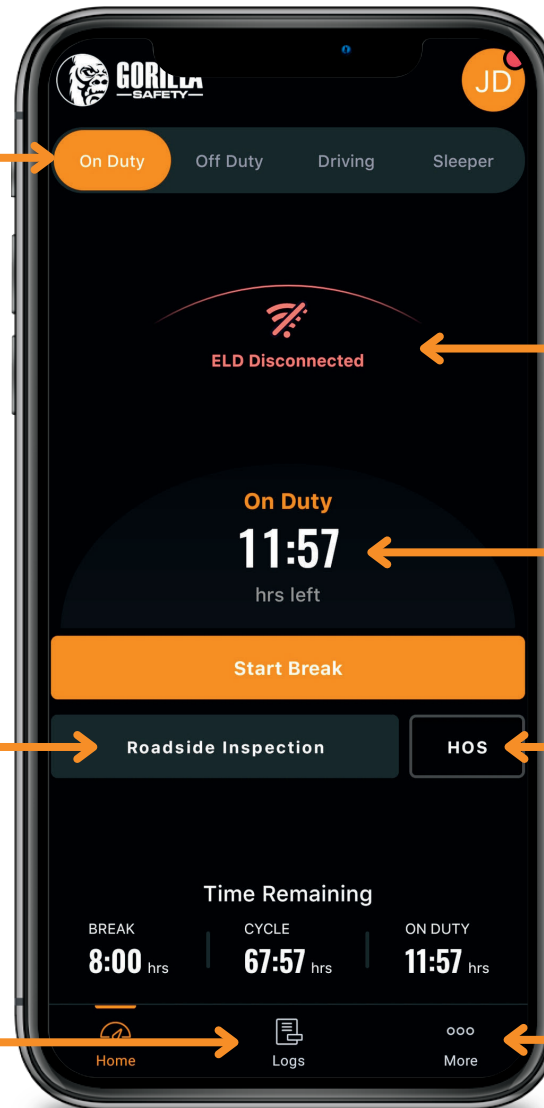 GORILLA
SAFETY
JD
On Duty Off Duty Driving Sleeper
ELD Disconnected
On Duty
11:57
hrs left
Start Break
Roadside Inspection HOS
Time Remaining
BREAK CYCLE ON DUTY
8:00 hrs 67:57 hrs 11:57 hrs
Home Logs More